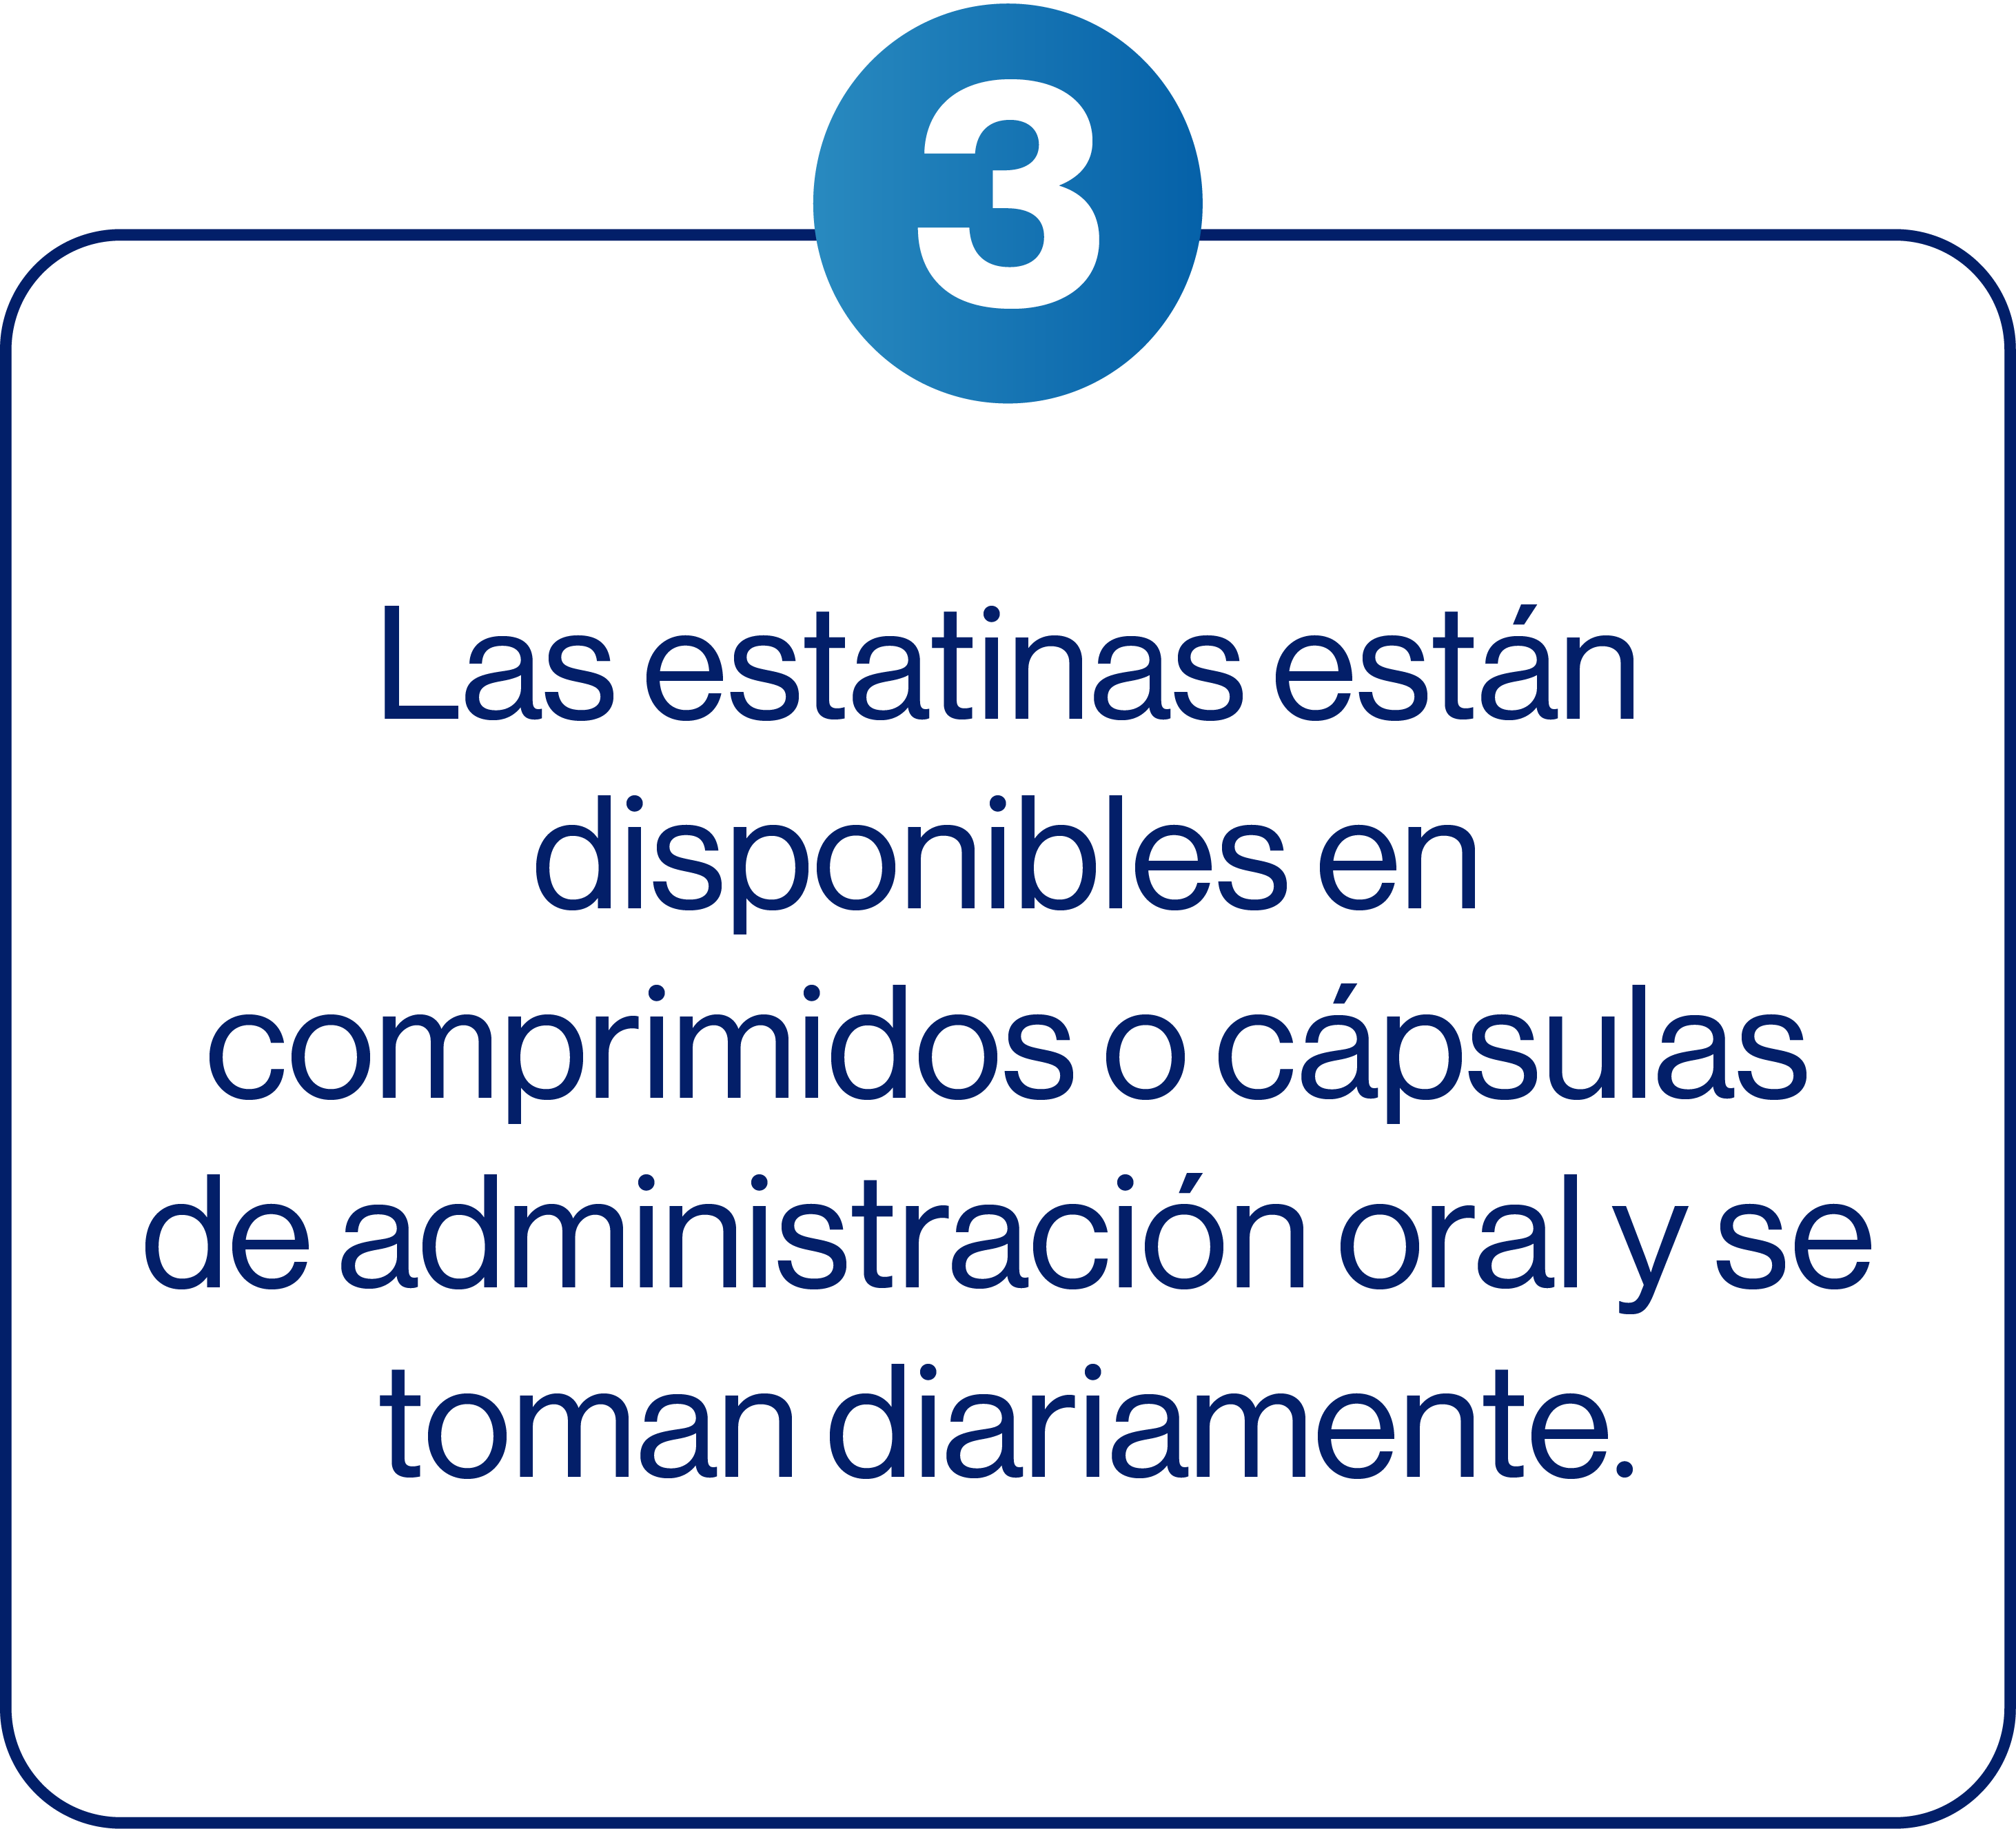 3
Las estatinas están
disponibles en
comprimidos o cápsulas
de administración oral y se
toman diariamente.